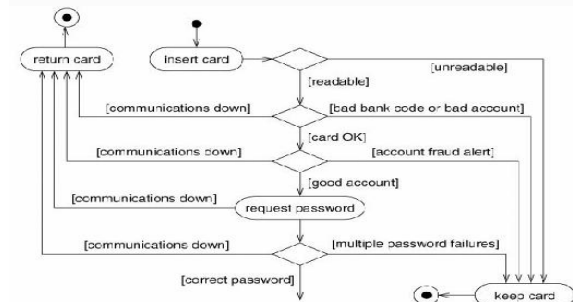 return card
insert card
[unreadable]
[readable]
[communications down]
[bad bank code or bad account]
[card OK]
[communications down]
[account fraud alert]
[good account]
[communications down]
request password
[communications down]
[multiple password failures]
[correct password]
keep card